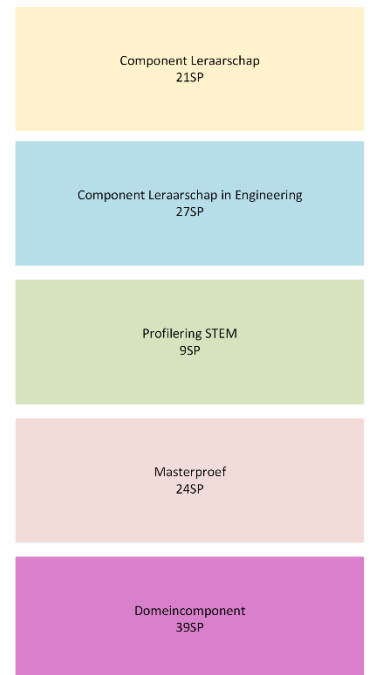 Component Leraarschap
21SP
Component Leraarschap in Engineering
27SP
Profilering STEM
9SP
Masterproef
24SP
Domeincomponent
39SP